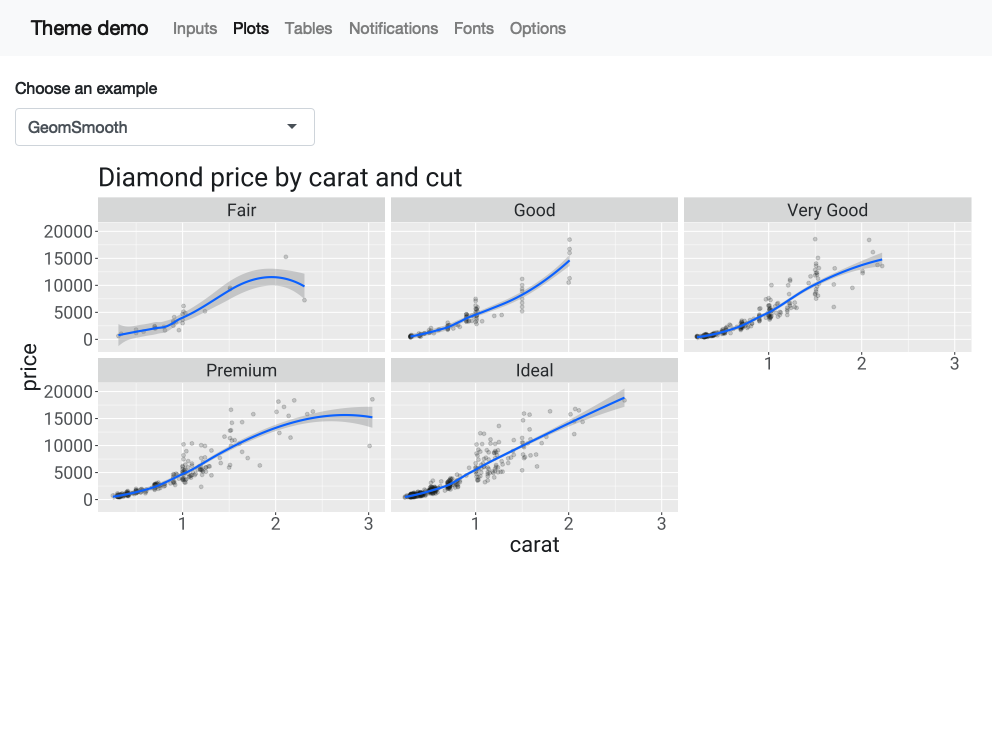 Theme demo Inputs Plots Tables Notifications Fonts Options
Choose an example
GeomSmooth
Diamond price by carat and cut
Fair Good Very Good
20000
15000
10000
5000
0
1 2 3
price
Premium Ideal
20000
15000
10000
5000
0
1 2 3 1 2 3
carat